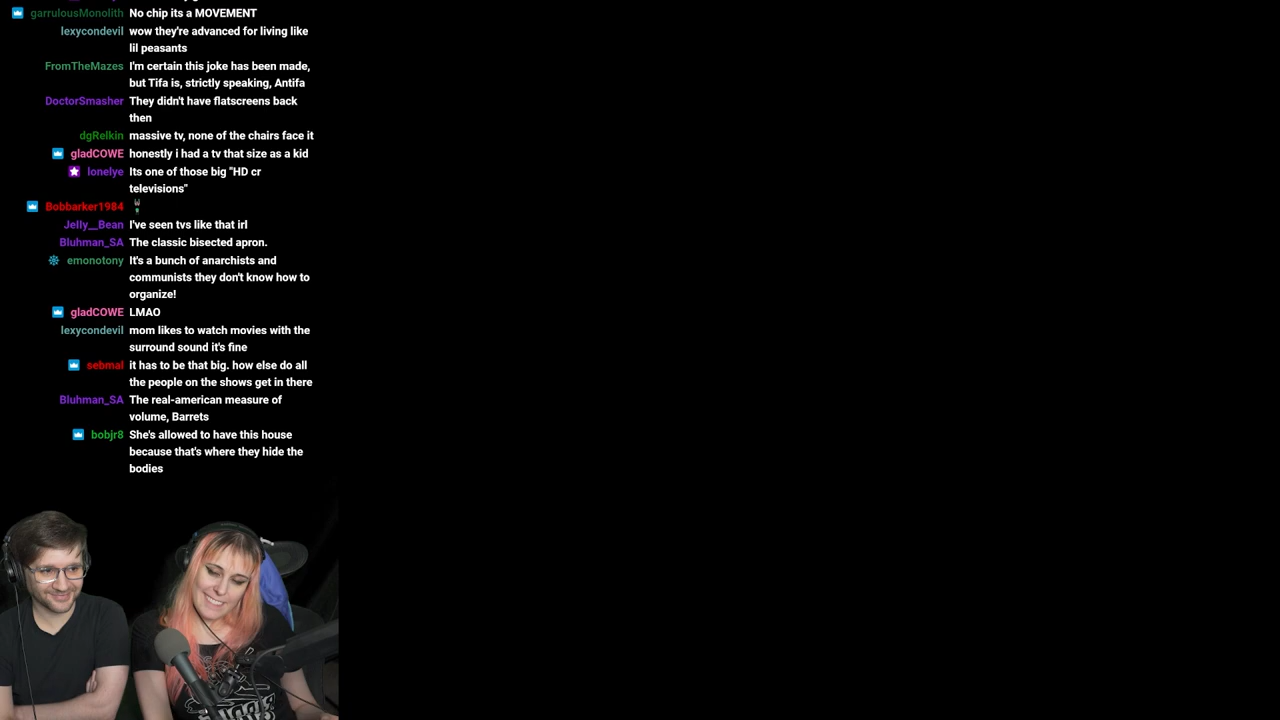 garrulousMonolith No chip its a MOVEMENT
lexycondevil wow they're advanced for living like
lil peasants
FromTheMazes I'm certain this joke has been made,
but Tifa is, strictly speaking, Antifa
DoctorSmasher They didn't have flatscreens back
then
dgRelkin massive tv, none of the chairs face it
gladCOWE honestly i had a tv that size as a kid
lonelye Its one of those big "HD cr
televisions"
Bobbarker1984
Jelly__Bean I've seen tvs like that irl
Bluhman_SA The classic bisected apron.
emonotony It's a bunch of anarchists and
communists they don't know how to
organize!
gladCOWE LMAO
lexycondevil mom likes to watch movies with the
surround sound it's fine
sebmal it has to be that big. how else do all
the people on the shows get in there
Bluhman_SA The real-american measure of
volume, Barrets
bobjr8 She's allowed to have this house
because that's where they hide the
bodies